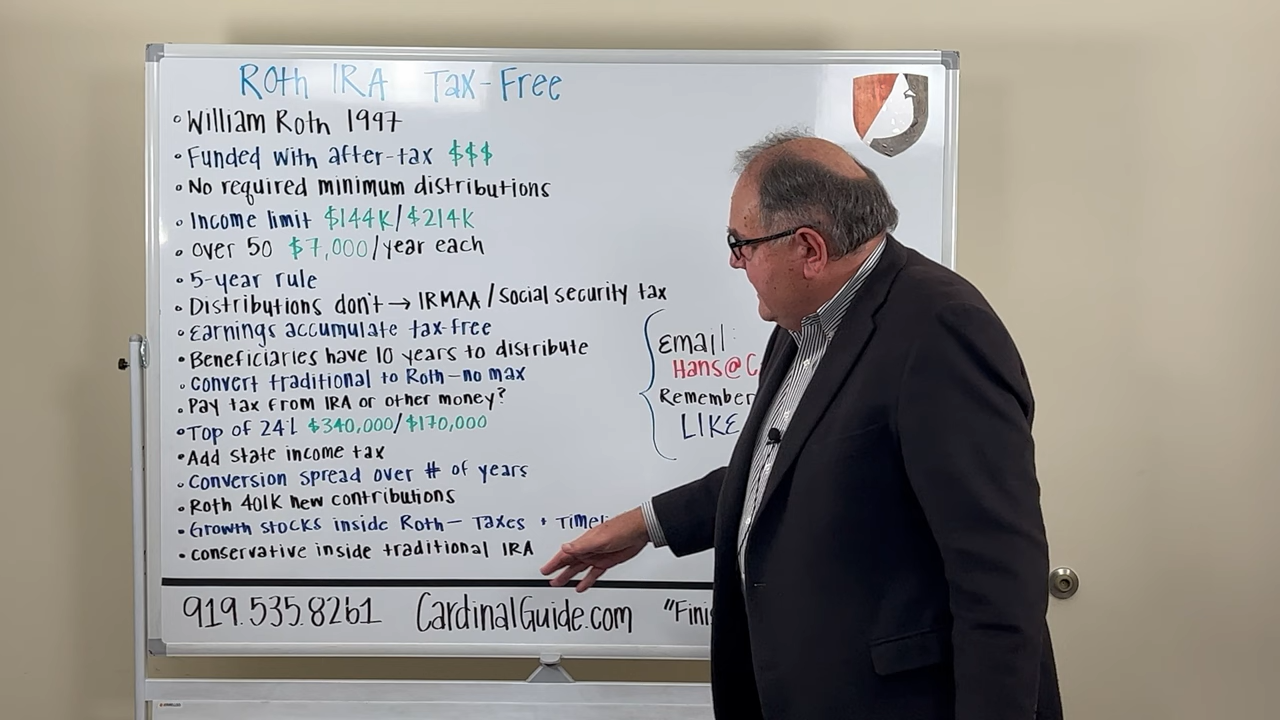 Roth IRA Tax-Free
• William Roth 1997
• Funded with after-tax $$$
• No required minimum distributions
• Income limit $144K/$214K
• Over 50 $7,000/year each
• 5-year rule
• Distributions don't → IRMAA/Social security tax
• Earnings accumulate tax-free
• Beneficiaries have 10 years to distribute
• Convert traditional to Roth-no max
• Pay tax from IRA or other money?
• Top of 24% $340,000/$170,000
• Add state income tax
• Conversion spread over # of years
• Roth 401K new contributions
• Growth stocks inside Roth- Taxes +
• Conservative inside traditional IRA
Email:
Hans@C
Remember
LIKE
919.535.8261 CardinalGuide.com